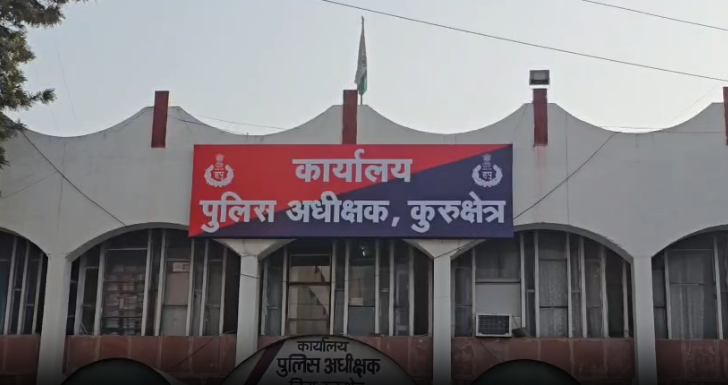 कार्यालय
पुलिस अधीक्षक, कुरुक्षेत्र
कार्यालय
पुलिस अधीक्षक